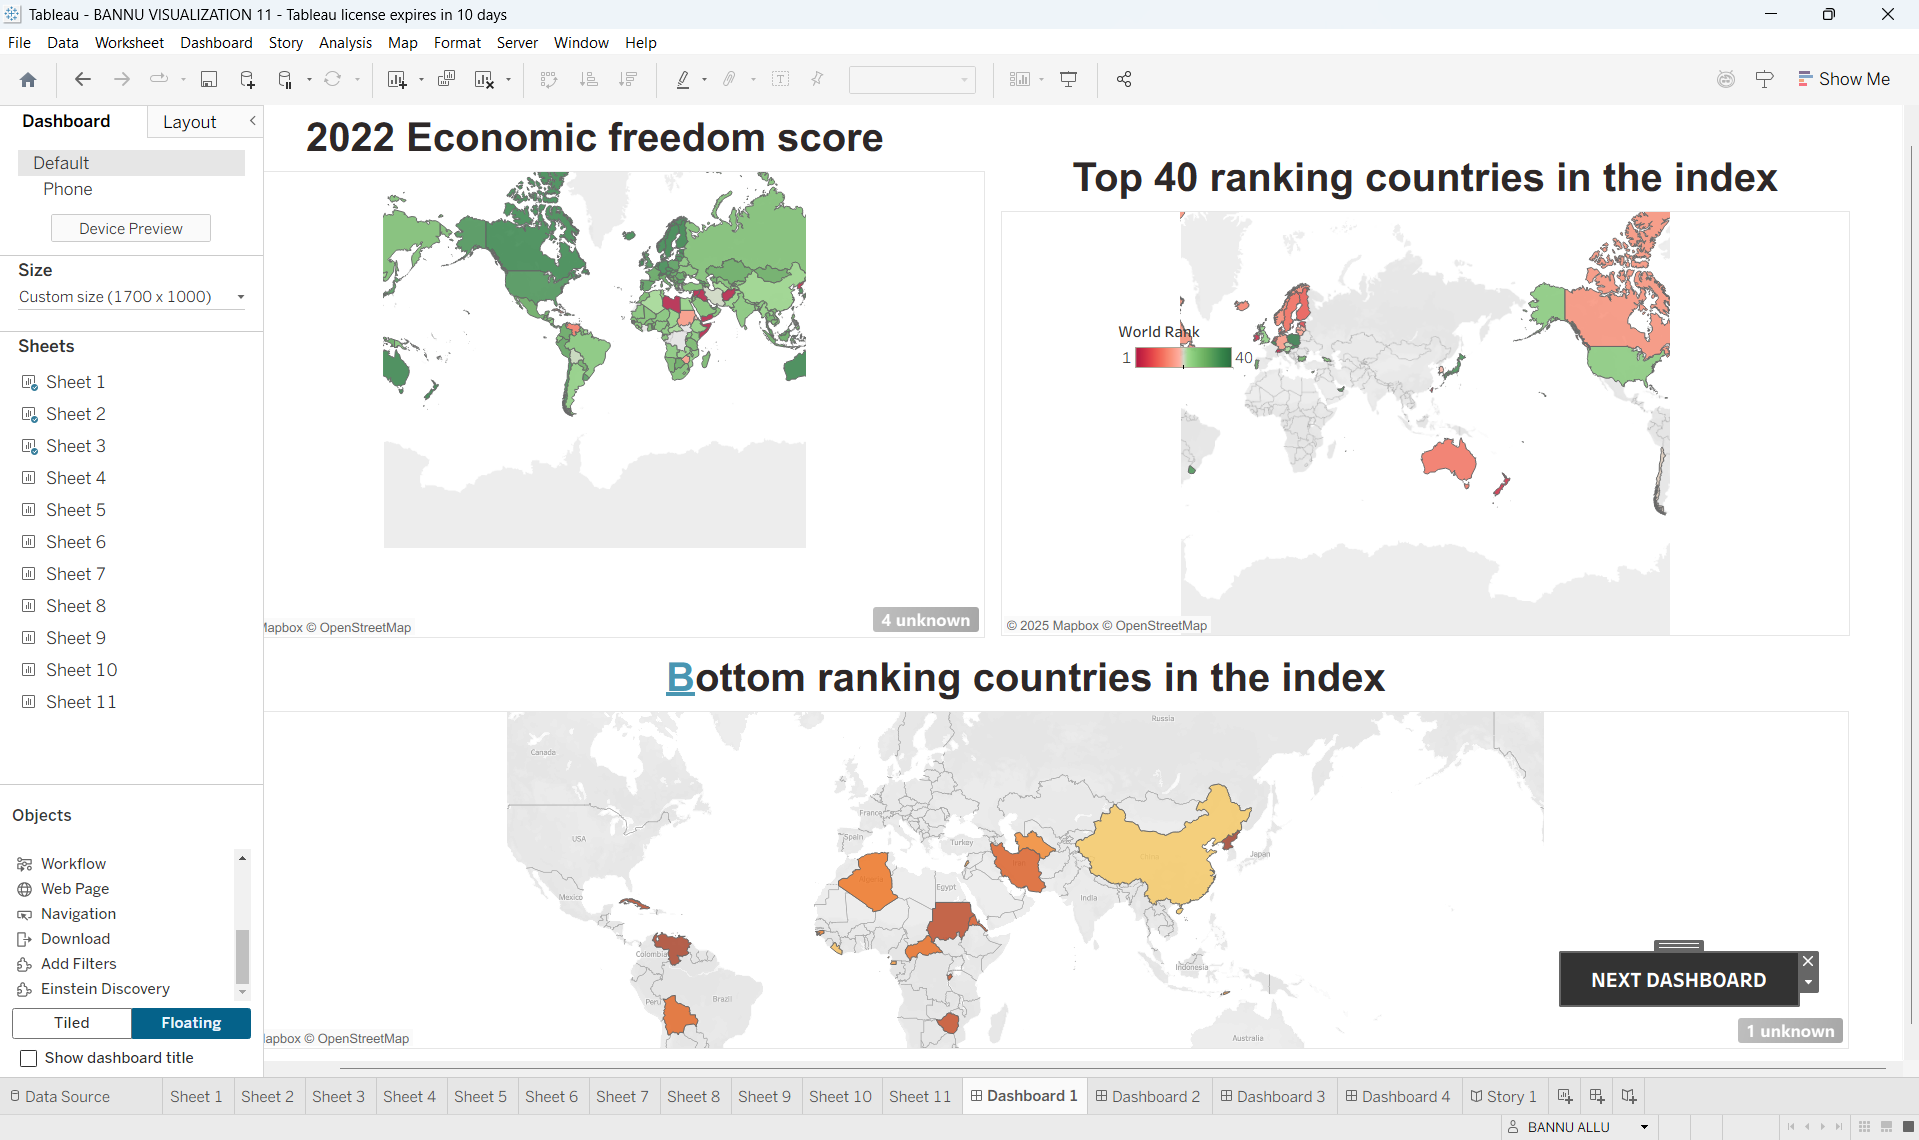 Tableau - BANNU VISUALIZATION 11 - Tableau license expires in 10 days
File Data Worksheet Dashboard Story Analysis Map Format Server Window Help
Show Me
Dashboard Layout
Default
Phone
Device Preview
Size
Custom size (1700 x 1000)
Sheets
Sheet 1
Sheet 2
Sheet 3
Sheet 4
Sheet 5
Sheet 6
Sheet 7
Sheet 8
Sheet 9
Sheet 10
Sheet 11
Objects
Workflow
Web Page
Navigation
Download
Add Filters
Einstein Discovery
Tiled Floating
Show dashboard title
2022 Economic freedom score
4 unknown
Mapbox © OpenStreetMap
Top 40 ranking countries in the index
World Rank
1 40
© 2025 Mapbox © OpenStreetMap
Bottom ranking countries in the index
Russia
Canada
France
USA
Spain
Turkey
Japan
Egypt
Mexico
India
Colombia
Indonesia
Peru
Brazil
Australia
NEXT DASHBOARD
1 unknown
lapbox © OpenStreetMap
Data Source Sheet 1 Sheet 2 Sheet 3 Sheet 4 Sheet 5 Sheet 6 Sheet 7 Sheet 8 Sheet 9 Sheet 10 Sheet 11 Dashboard 1 Dashboard 2 Dashboard 3 Dashboard 4 Story 1
BANNU ALLU